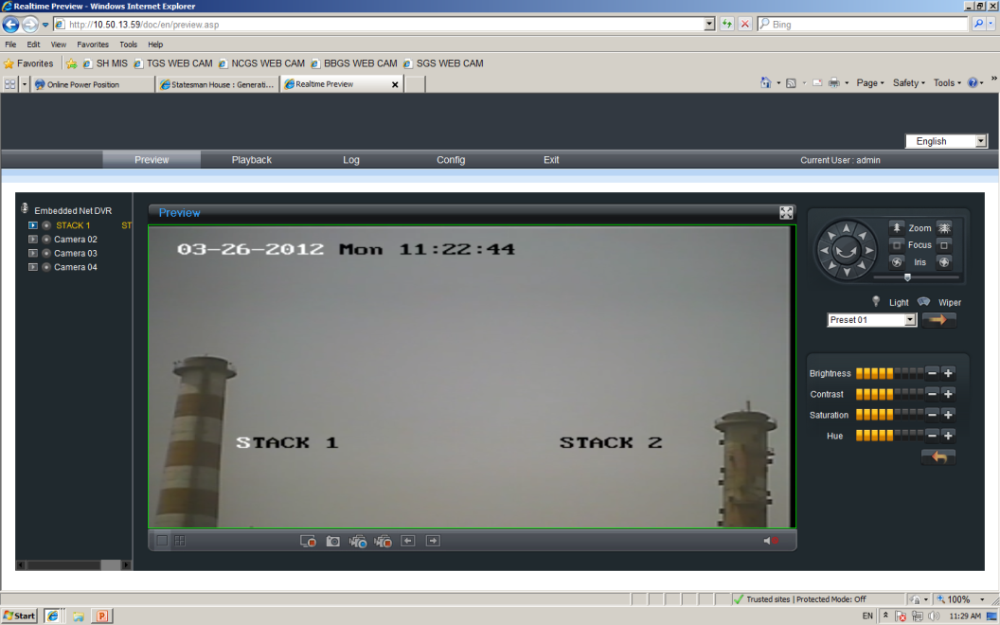 Realtime Preview - Windows Internet Explorer
http://10.50.13.59/doc/en/preview.asp
Bing
File Edit View Favorites Tools Help
Favorites SH MIS TGS WEB CAM NCGS WEB CAM BBGS WEB CAM SGS WEB CAM
Online Power Position Statesman House : Generati... Realtime Preview Page Safety Tools
English
Preview Playback Log Config Exit Current User : admin
Embedded Net DVR
STACK 1 ST
Camera 02
Camera 03
Camera 04
Preview
03-26-2012 Mon 11:22:44
STACK 1 STACK 2
Zoom
Focus
Iris
Light Wiper
Preset 01
Brightness
Contrast
Saturation
Hue
Trusted sites | Protected Mode: Off 100%
Start EN 11:29 AM